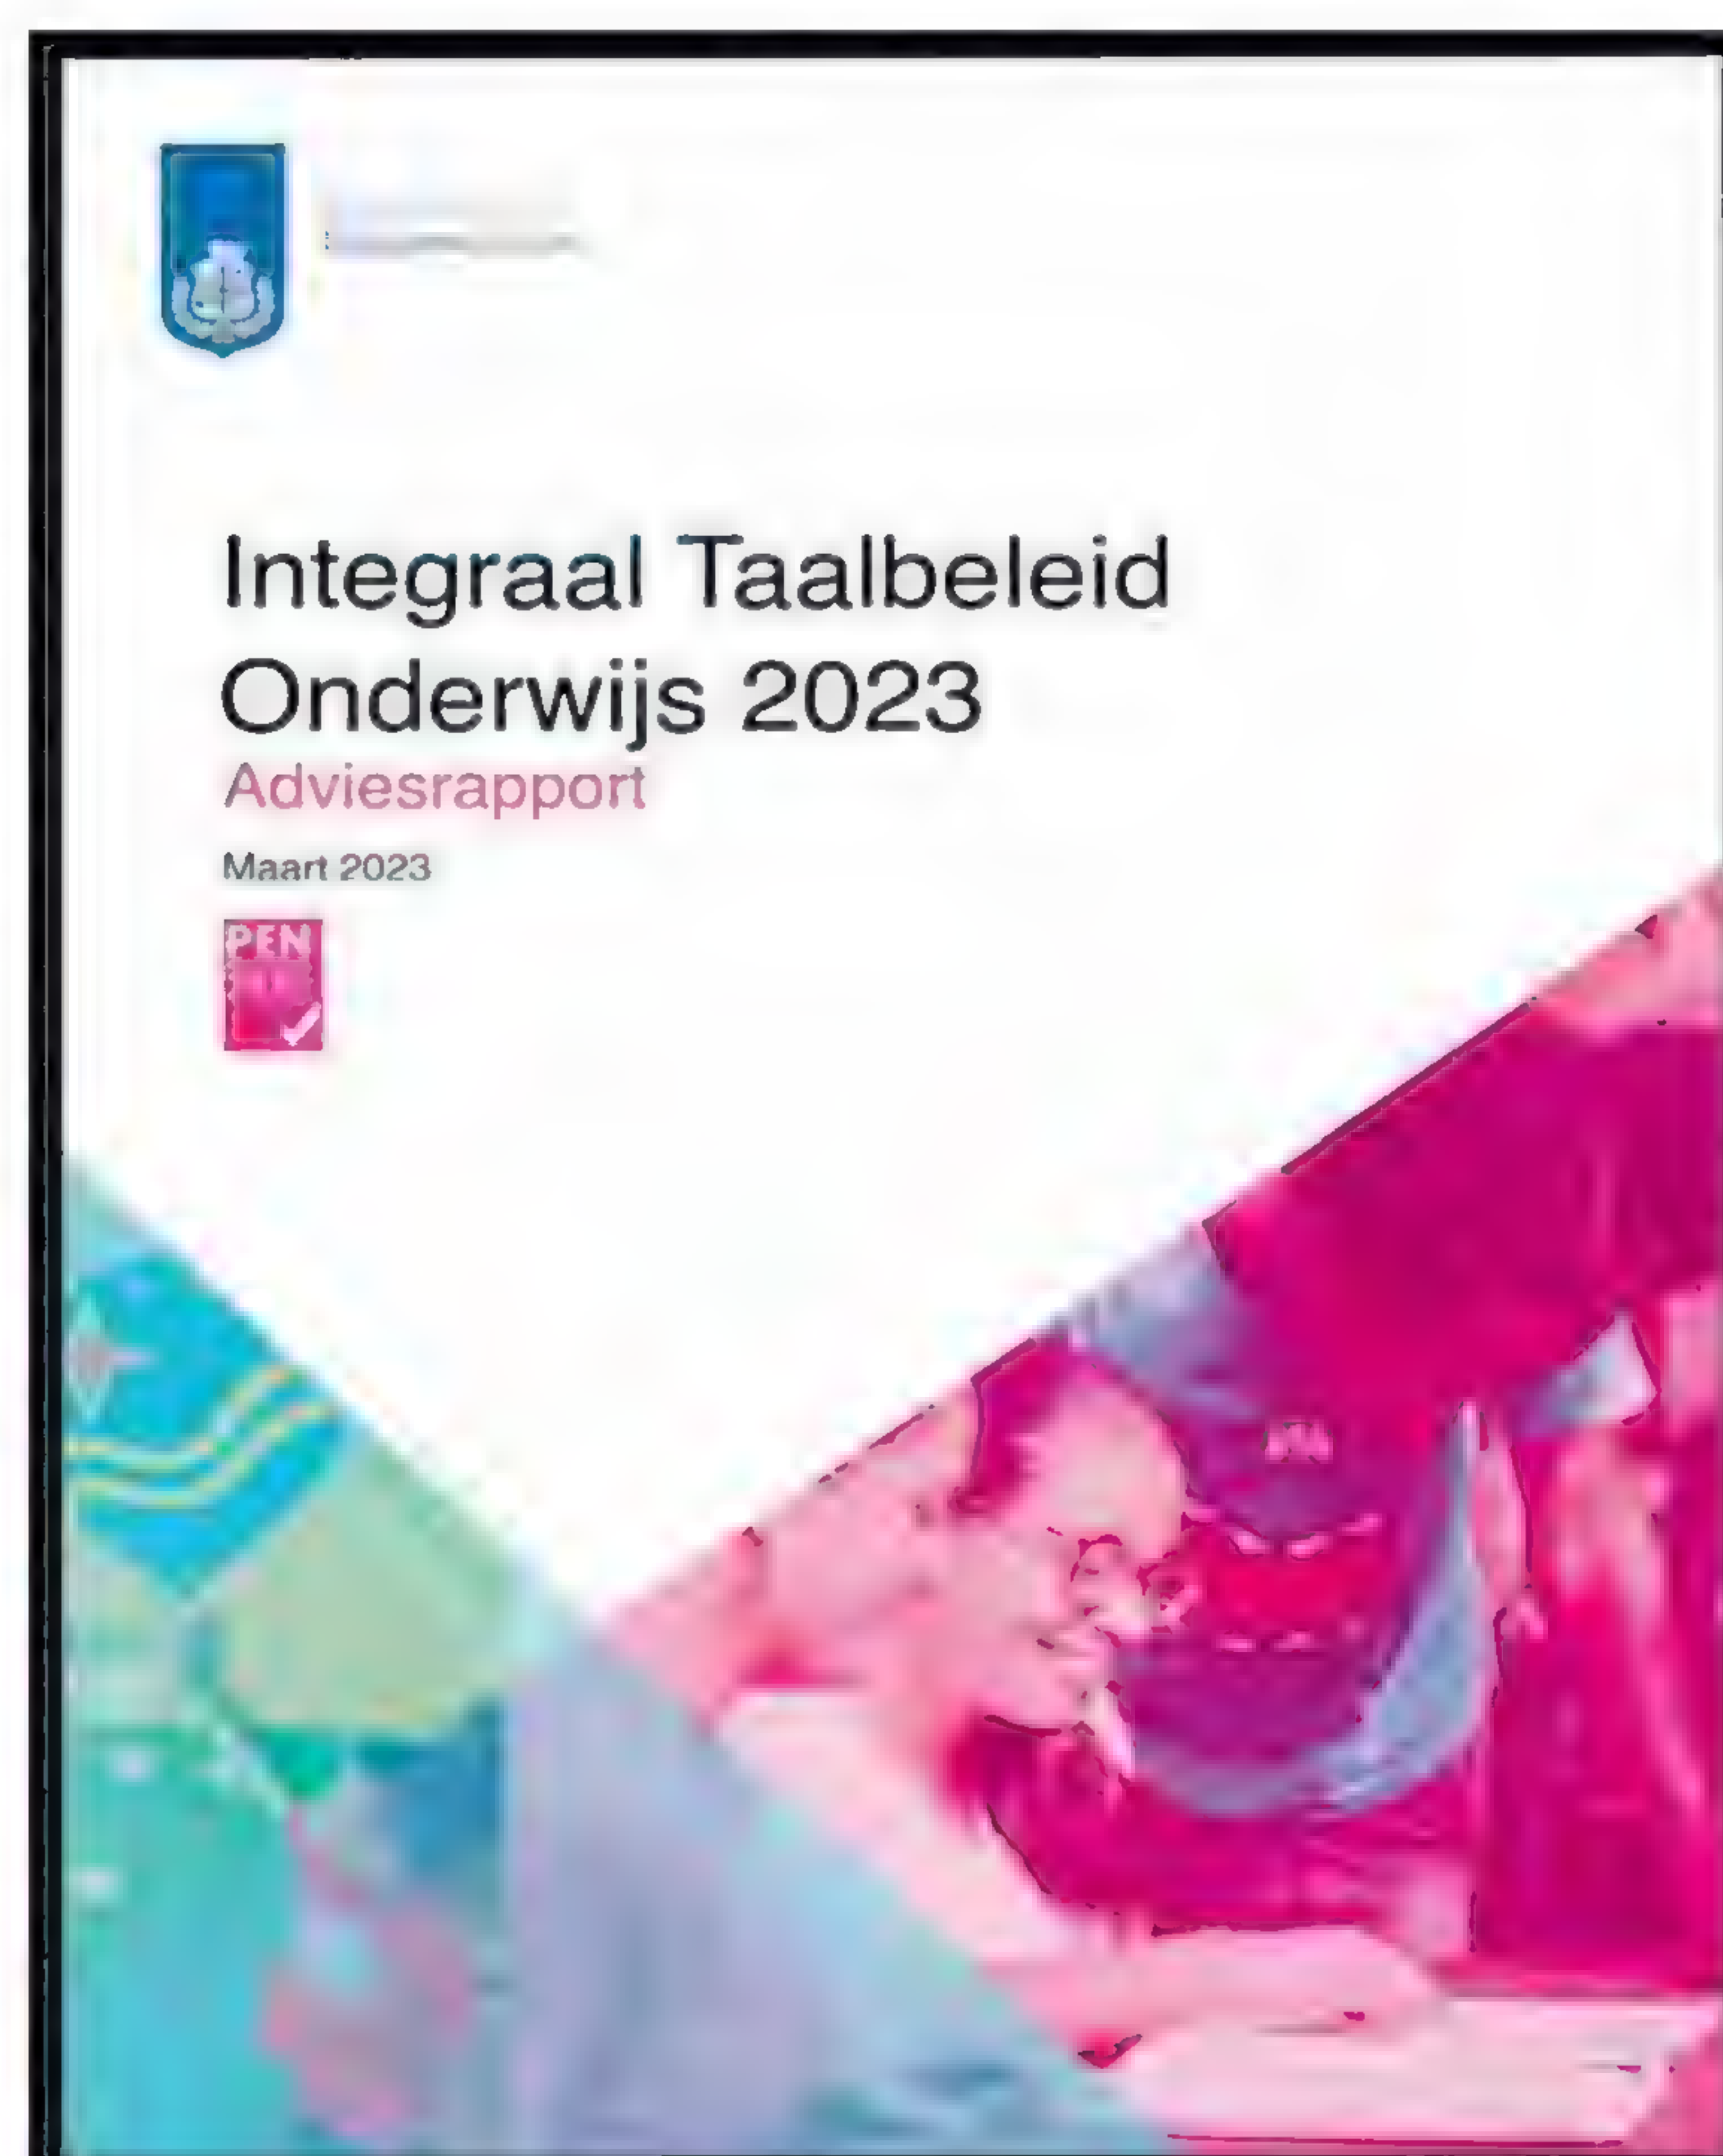 Integraal Taalbeleid
Onderwijs 2023
Adviesrapport
Maart 2023
PEN